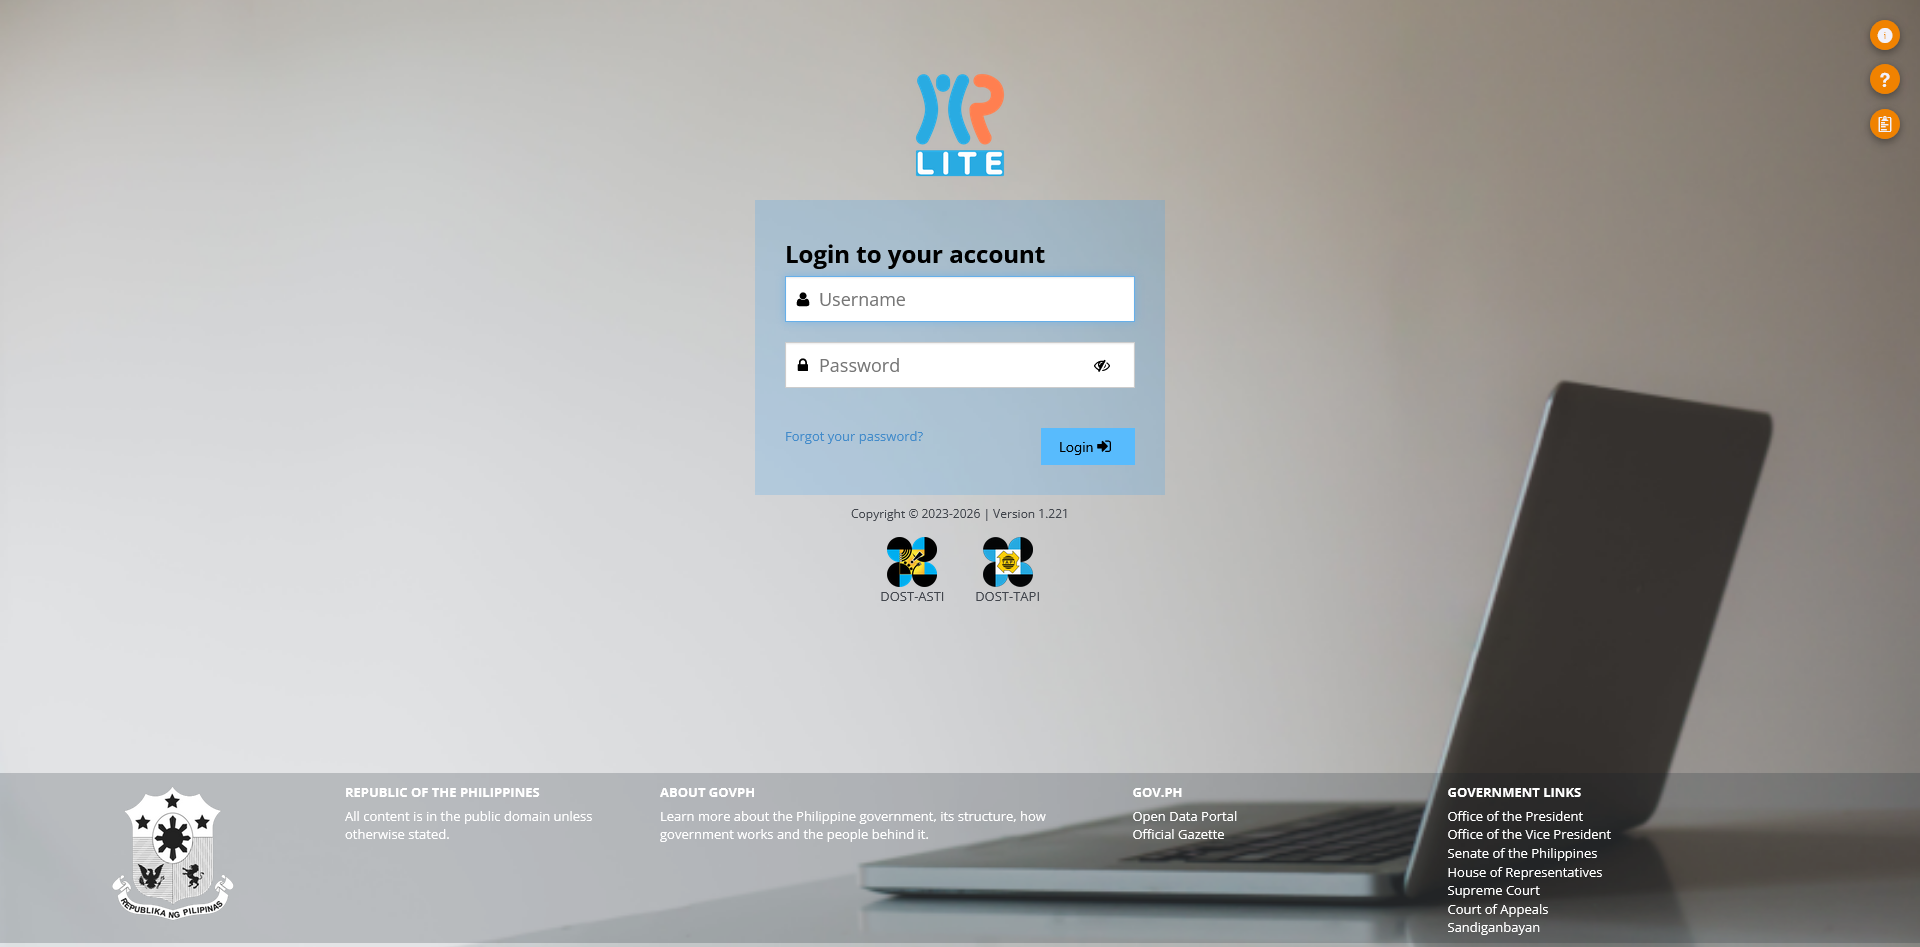 LITE
Login to your account
Username
Password
Forgot your password?
Login
Copyright © 2023-2026 | Version 1.221
DOST-ASTI
DOST-TAPI
REPUBLIKA NG PILIPINAS
REPUBLIC OF THE PHILIPPINES
All content is in the public domain unless
otherwise stated.
ABOUT GOVPH
Learn more about the Philippine government, its structure, how
government works and the people behind it.
GOV.PH
Open Data Portal
Official Gazette
GOVERNMENT LINKS
Office of the President
Office of the Vice President
Senate of the Philippines
House of Representatives
Supreme Court
Court of Appeals
Sandiganbayan